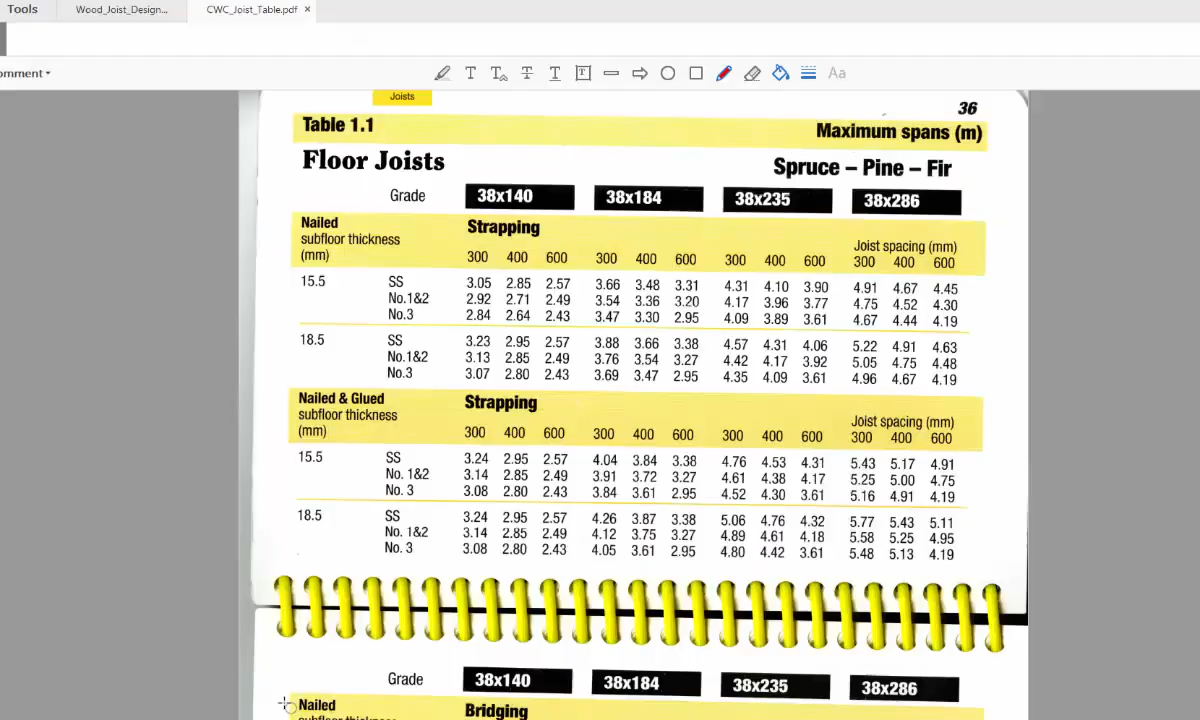 Tools Wood_Joist_Design... CWC_Joist_Table.pdf ×
omment
T T T T T Aa
Joists
36
Table 1.1 Maximum spans (m)
Floor Joists Spruce – Pine – Fir
Grade 38x140 38x184 38x235 38x286
Nailed Strapping
subfloor thickness Joist spacing (mm)
(mm) 300 400 600 300 400 600 300 400 600 300 400 600
15.5 SS 3.05 2.85 2.57 3.66 3.48 3.31 4.31 4.10 3.90 4.91 4.67 4.45
No.1&2 2.92 2.71 2.49 3.54 3.36 3.20 4.17 3.96 3.77 4.75 4.52 4.30
No.3 2.84 2.64 2.43 3.47 3.30 2.95 4.09 3.89 3.61 4.67 4.44 4.19
18.5 SS 3.23 2.95 2.57 3.88 3.66 3.38 4.57 4.31 4.06 5.22 4.91 4.63
No.1&2 3.13 2.85 2.49 3.76 3.54 3.27 4.42 4.17 3.92 5.05 4.75 4.48
No.3 3.07 2.80 2.43 3.69 3.47 2.95 4.35 4.09 3.61 4.96 4.67 4.19
Nailed & Glued Strapping
subfloor thickness Joist spacing (mm)
(mm) 300 400 600 300 400 600 300 400 600 300 400 600
15.5 SS 3.24 2.95 2.57 4.04 3.84 3.38 4.76 4.53 4.31 5.43 5.17 4.91
No. 1&2 3.14 2.85 2.49 3.91 3.72 3.27 4.61 4.38 4.17 5.25 5.00 4.75
No. 3 3.08 2.80 2.43 3.84 3.61 2.95 4.52 4.30 3.61 5.16 4.91 4.19
18.5 SS 3.24 2.95 2.57 4.26 3.87 3.38 5.06 4.76 4.32 5.77 5.43 5.11
No. 1&2 3.14 2.85 2.49 4.12 3.75 3.27 4.89 4.61 4.18 5.58 5.25 4.95
No. 3 3.08 2.80 2.43 4.05 3.61 2.95 4.80 4.42 3.61 5.48 5.13 4.19
Grade 38x140 38x184 38x235 38x286
Nailed Bridging
subfloor thickness